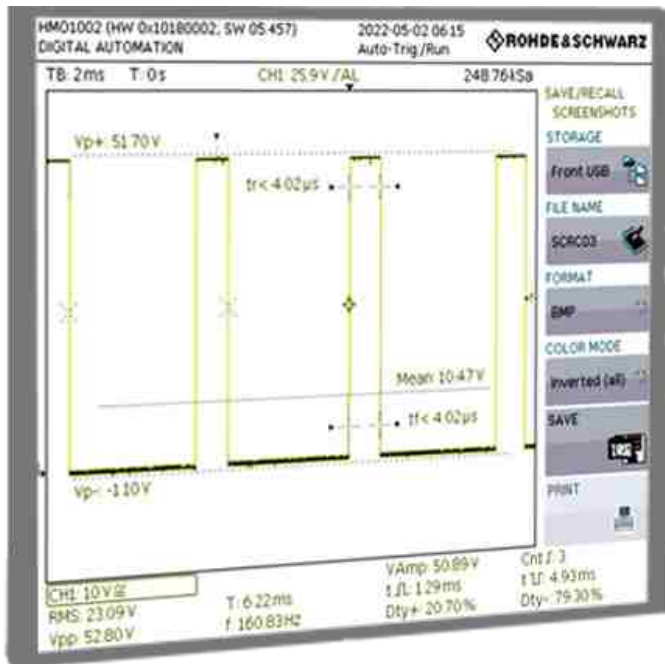 HMO1002 (HW 0x10180002; SW 05.457)
2022-05-02 06:15
ROHDE&SCHWARZ
DIGITAL AUTOMATION
Auto-Trig / Run
TB: 2ms T: 0s CH1: 25.9V / AL 248.76kSa
SAVE/RECALL
SCREENSHOTS
STORAGE
Front USB
FILE NAME
SCRC03
FORMAT
BMP
COLOR MODE
Inverted (all)
SAVE
PRINT
Vp+: 51.70V
tr< 4.02µs
Mean: 10.47V
tf< 4.02µs
Vp-: -1.10V
CH1: 10V
RMS: 23.09V
Vpp: 52.80V
T: 6.22ms
f: 160.83Hz
VAmp: 50.89V
t: 1.29ms
Dty+: 20.70%
Cnt: 3
t: 4.93ms
Dty-: 79.30%